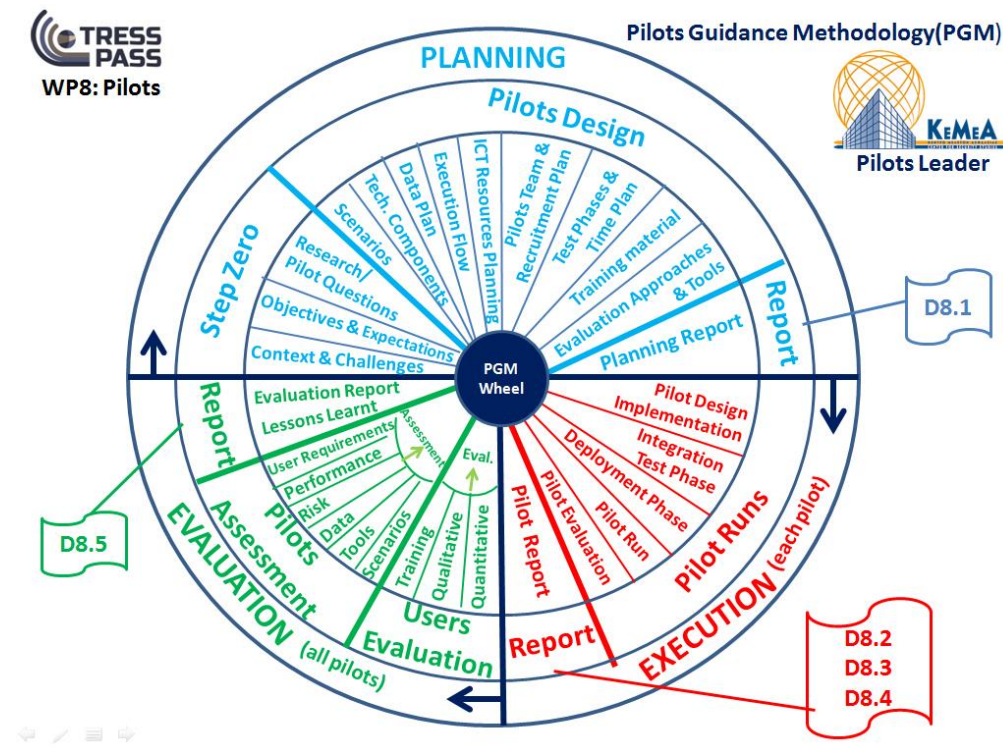 TRESS
PASS
WP8: Pilots
Pilots Guidance Methodology(PGM)
KEMEA
Pilots Leader
PLANNING
Pilots Design
Step Zero
Context & Challenges
Objectives & Expectations
Research/
Pilot Questions
Scenarios
Tech. Components
Data Plan
Execution Flow
ICT Resources Planning
Pilots Team &
Recruitment Plan
Test Phases &
Time Plan
Training material
Evaluation Approaches
& Tools
Planning Report
Report
D8.1
PGM
Wheel
Pilot Design
Implementation
Integration
Test Phase
Deployment Phase
Pilot Run
Pilot Evaluation
Pilot Report
Pilot Runs
EXECUTION (each pilot)
Report
D8.2
D8.3
D8.4
Eval.
Quantitative
Qualitative
Training
Users
Evaluation
Assessment
Scenarios
Tools
Data
Risk
Performance
User Requirements
Pilots
Assessment
EVALUATION (all pilots)
Evaluation Report
Lessons Learnt
Report
D8.5